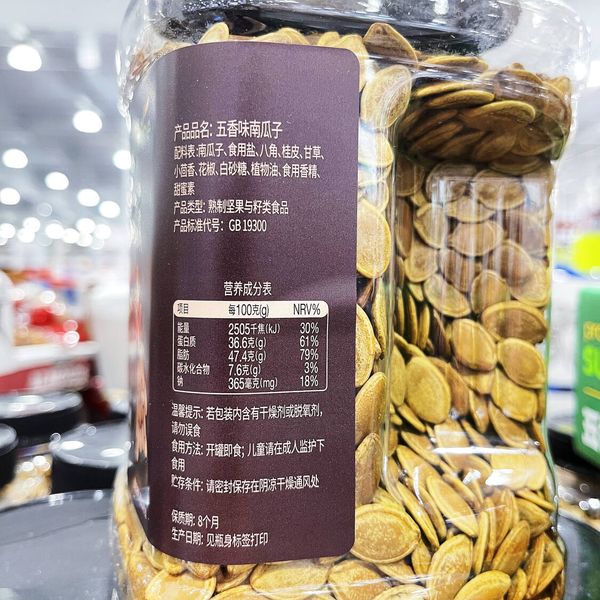 产品品名: 五香味南瓜子
配料表:南瓜子、食用盐、八角、桂皮、甘草、
小茴香、花椒、白砂糖、植物油、食用香精、
甜蜜素
产品类型: 熟制坚果与籽类食品
产品标准代号: GB 19300
营养成分表
项目 每100克(g) NRV%
能量 2505千焦(kJ) 30%
蛋白质 36.6克(g) 61%
脂肪 47.4克(g) 79%
碳水化合物 7.6克(g) 3%
钠 365毫克(mg) 18%
温馨提示: 若包装内含有干燥剂或脱氧剂,
请勿误食
食用方法: 开罐即食; 儿童请在成人监护下
食用
贮存条件: 请密封保存在阴凉干燥通风处
保质期: 8个月
生产日期: 见瓶身标签打印